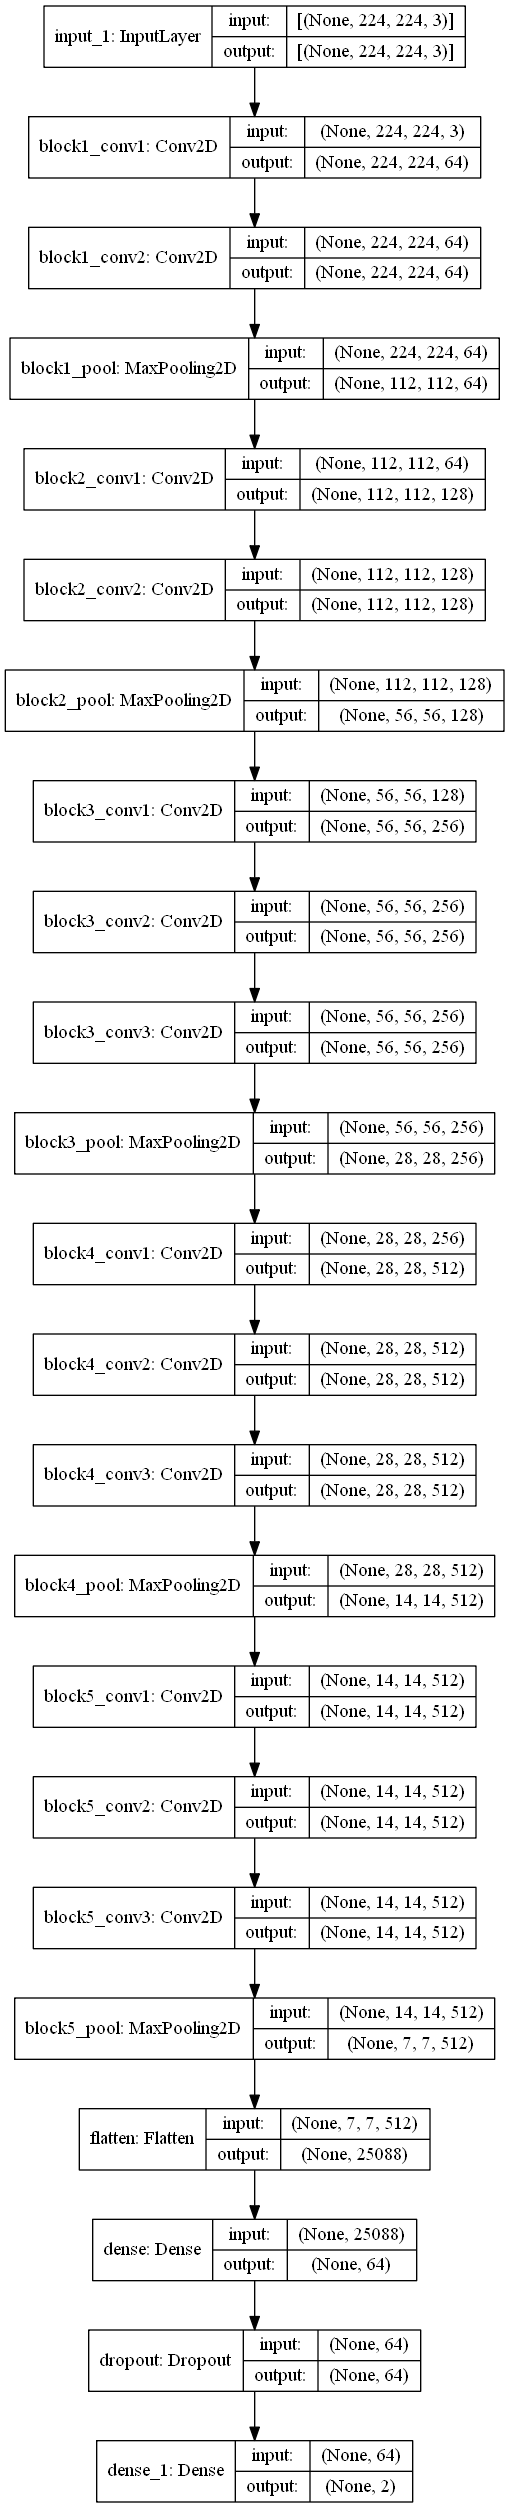 input_1: InputLayer
input: [(None, 224, 224, 3)]
output: [(None, 224, 224, 3)]
block1_conv1: Conv2D
input: (None, 224, 224, 3)
output: (None, 224, 224, 64)
block1_conv2: Conv2D
input: (None, 224, 224, 64)
output: (None, 224, 224, 64)
block1_pool: MaxPooling2D
input: (None, 224, 224, 64)
output: (None, 112, 112, 64)
block2_conv1: Conv2D
input: (None, 112, 112, 64)
output: (None, 112, 112, 128)
block2_conv2: Conv2D
input: (None, 112, 112, 128)
output: (None, 112, 112, 128)
block2_pool: MaxPooling2D
input: (None, 112, 112, 128)
output: (None, 56, 56, 128)
block3_conv1: Conv2D
input: (None, 56, 56, 128)
output: (None, 56, 56, 256)
block3_conv2: Conv2D
input: (None, 56, 56, 256)
output: (None, 56, 56, 256)
block3_conv3: Conv2D
input: (None, 56, 56, 256)
output: (None, 56, 56, 256)
block3_pool: MaxPooling2D
input: (None, 56, 56, 256)
output: (None, 28, 28, 256)
block4_conv1: Conv2D
input: (None, 28, 28, 256)
output: (None, 28, 28, 512)
block4_conv2: Conv2D
input: (None, 28, 28, 512)
output: (None, 28, 28, 512)
block4_conv3: Conv2D
input: (None, 28, 28, 512)
output: (None, 28, 28, 512)
block4_pool: MaxPooling2D
input: (None, 28, 28, 512)
output: (None, 14, 14, 512)
block5_conv1: Conv2D
input: (None, 14, 14, 512)
output: (None, 14, 14, 512)
block5_conv2: Conv2D
input: (None, 14, 14, 512)
output: (None, 14, 14, 512)
block5_conv3: Conv2D
input: (None, 14, 14, 512)
output: (None, 14, 14, 512)
block5_pool: MaxPooling2D
input: (None, 14, 14, 512)
output: (None, 7, 7, 512)
flatten: Flatten
input: (None, 7, 7, 512)
output: (None, 25088)
dense: Dense
input: (None, 25088)
output: (None, 64)
dropout: Dropout
input: (None, 64)
output: (None, 64)
dense_1: Dense
input: (None, 64)
output: (None, 2)